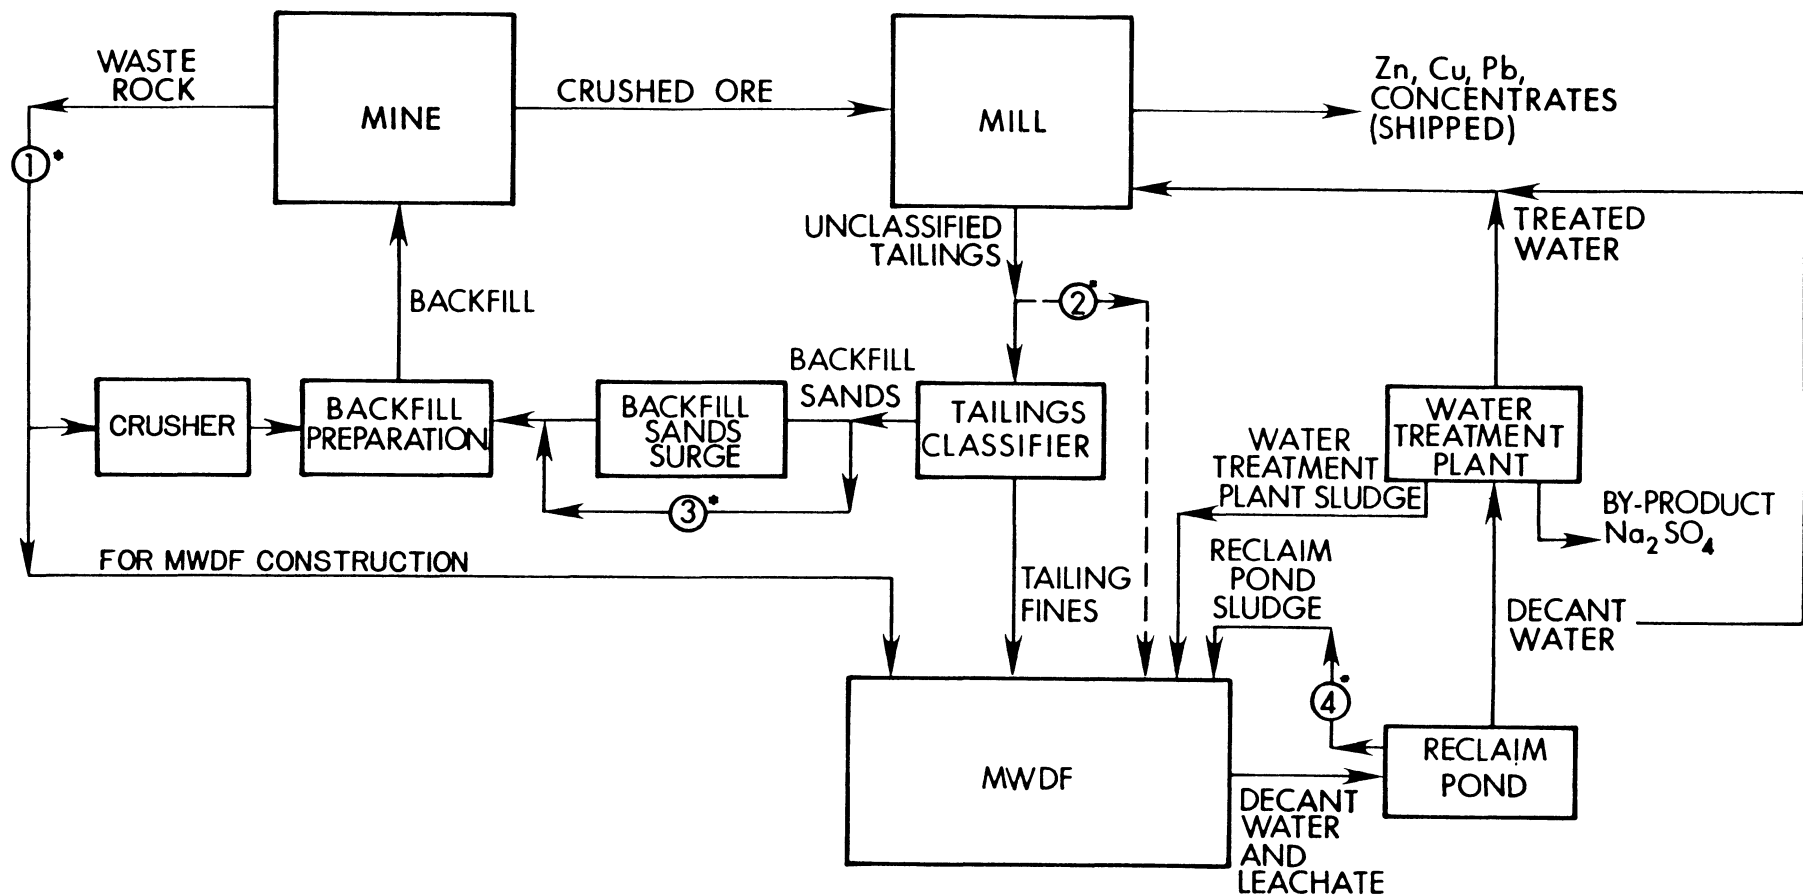 WASTE
ROCK
MINE
CRUSHED ORE
MILL
Zn, Cu, Pb,
CONCENTRATES
(SHIPPED)
1*
UNCLASSIFIED
TAILINGS
TREATED
WATER
BACKFILL
2*
BACKFILL
SANDS
CRUSHER
BACKFILL
PREPARATION
BACKFILL
SANDS
SURGE
TAILINGS
CLASSIFIER
WATER
TREATMENT
PLANT
WATER
TREATMENT
PLANT SLUDGE
3*
BY-PRODUCT
Na₂SO₄
FOR MWDF CONSTRUCTION
TAILING
FINES
RECLAIM
POND
SLUDGE
DECANT
WATER
4*
MWDF
RECLAIM
POND
DECANT
WATER
AND
LEACHATE